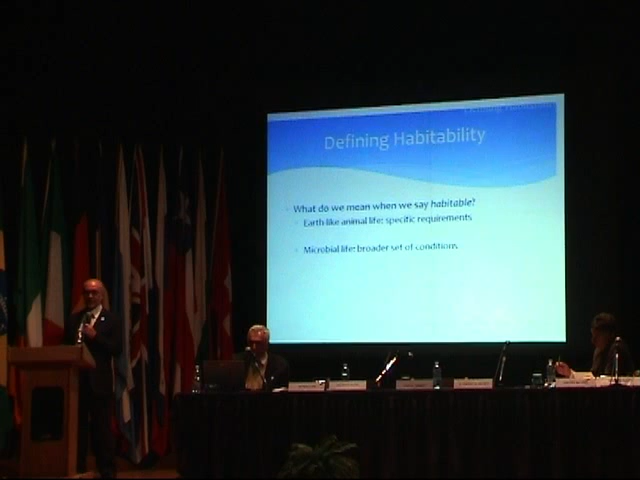 Defining Habitability
What do we mean when we say habitable?
Earth-like animal life: specific requirements
Microbial life: broader set of conditions